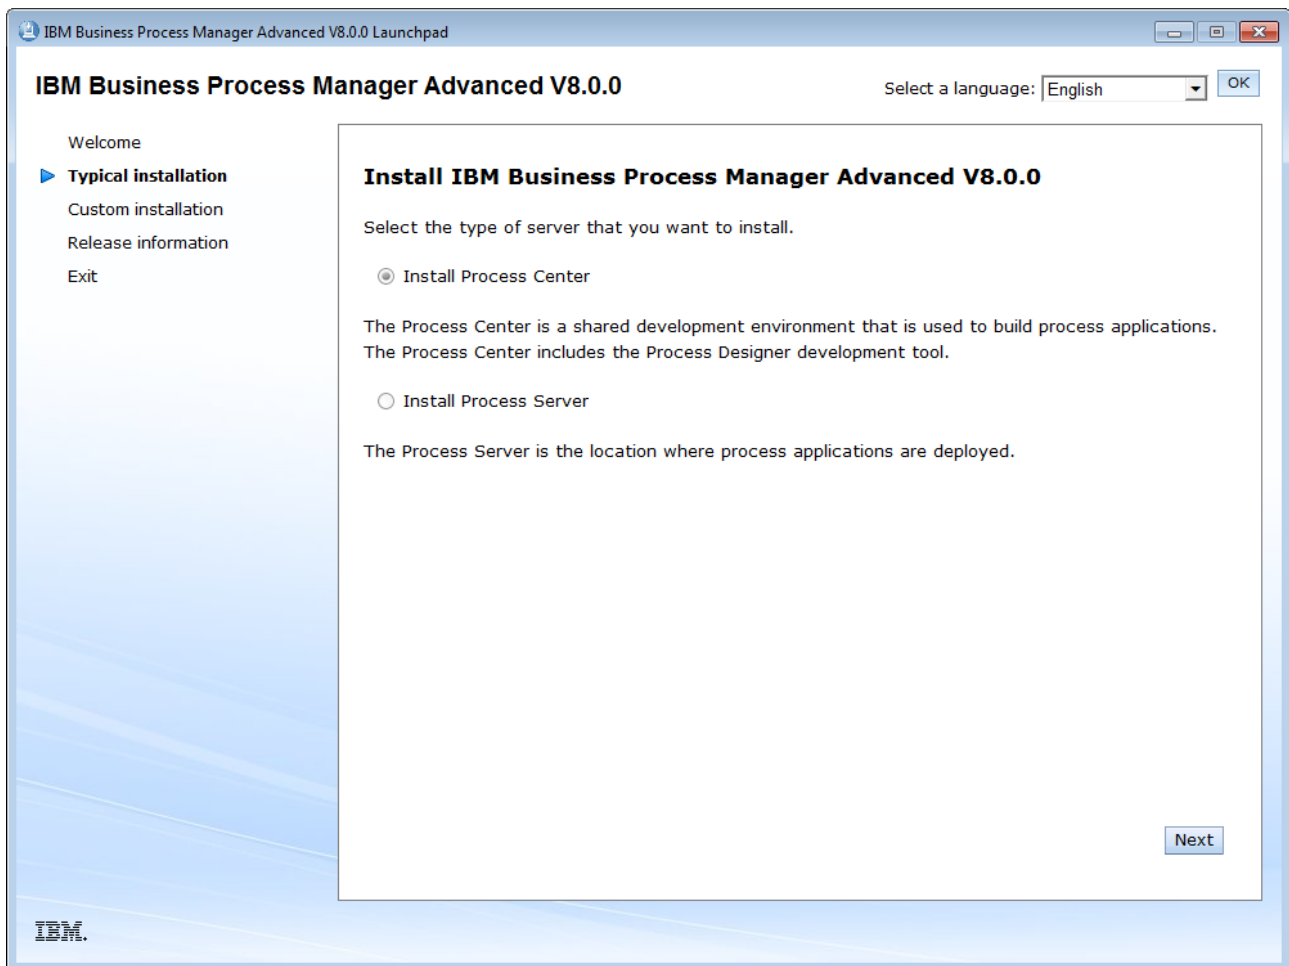 IBM Business Process Manager Advanced V8.0.0 Launchpad
IBM Business Process Manager Advanced V8.0.0
Select a language: English OK
Welcome
Typical installation
Custom installation
Release information
Exit
Install IBM Business Process Manager Advanced V8.0.0
Select the type of server that you want to install.
Install Process Center
The Process Center is a shared development environment that is used to build process applications.
The Process Center includes the Process Designer development tool.
Install Process Server
The Process Server is the location where process applications are deployed.
Next
IBM.